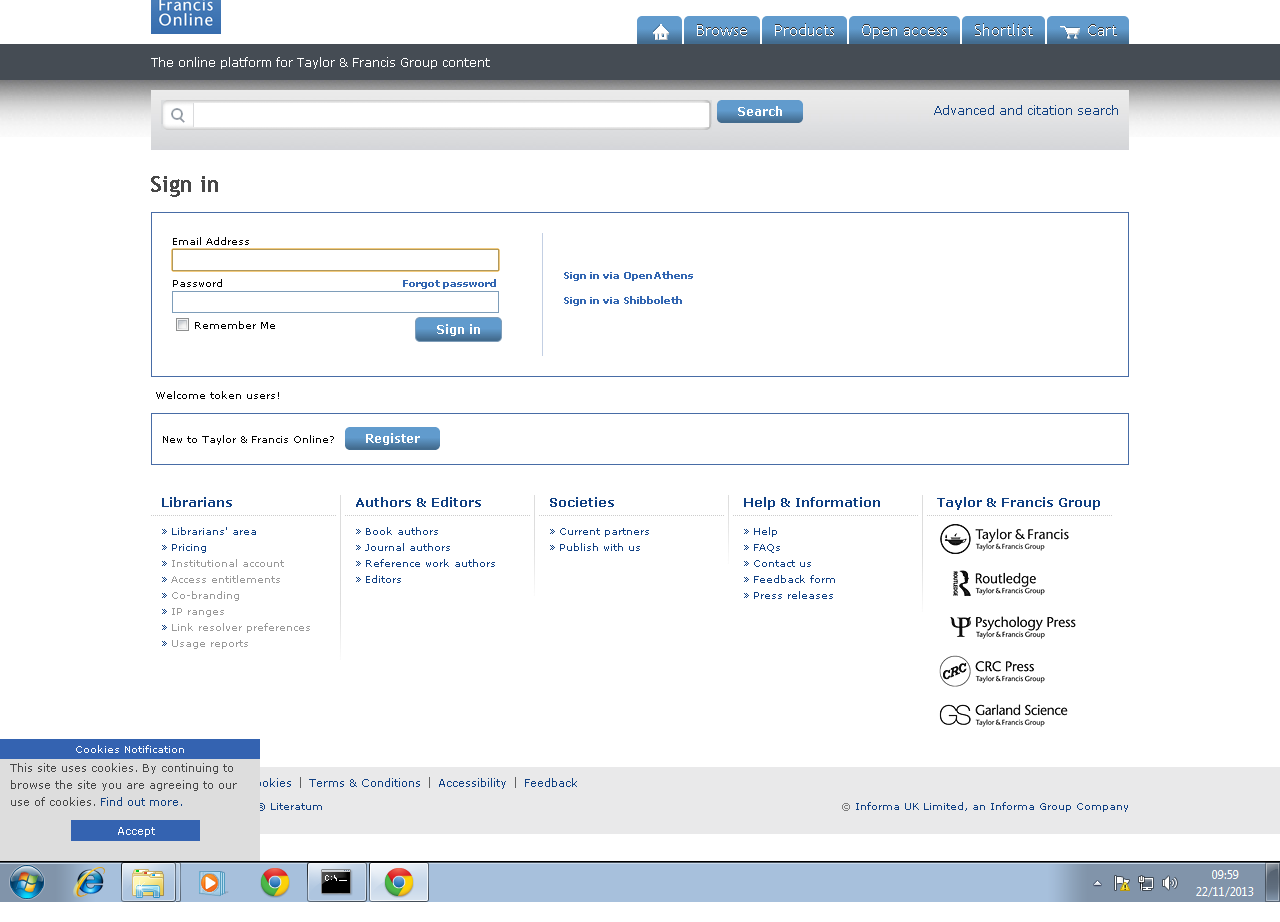 Francis
Online
Browse
Products
Open access
Shortlist
Cart
The online platform for Taylor & Francis Group content
Search
Advanced and citation search
Sign in
Email Address
Password
Forgot password
Remember Me
Sign in
Sign in via OpenAthens
Sign in via Shibboleth
Welcome token users!
New to Taylor & Francis Online?
Register
Librarians
» Librarians' area
» Pricing
» Institutional account
» Access entitlements
» Co-branding
» IP ranges
» Link resolver preferences
» Usage reports
Authors & Editors
» Book authors
» Journal authors
» Reference work authors
» Editors
Societies
» Current partners
» Publish with us
Help & Information
» Help
» FAQs
» Contact us
» Feedback form
» Press releases
Taylor & Francis Group
Taylor & Francis
Taylor & Francis Group
ROUTLEDGE
Routledge
Taylor & Francis Group
Psychology Press
Taylor & Francis Group
CRC
CRC Press
Taylor & Francis Group
GS
Garland Science
Taylor & Francis Group
Cookies Notification
This site uses cookies. By continuing to
browse the site you are agreeing to our
use of cookies. Find out more.
Accept
ookies | Terms & Conditions | Accessibility | Feedback
® Literatum
© Informa UK Limited, an Informa Group Company
C:\.
09:59
22/11/2013